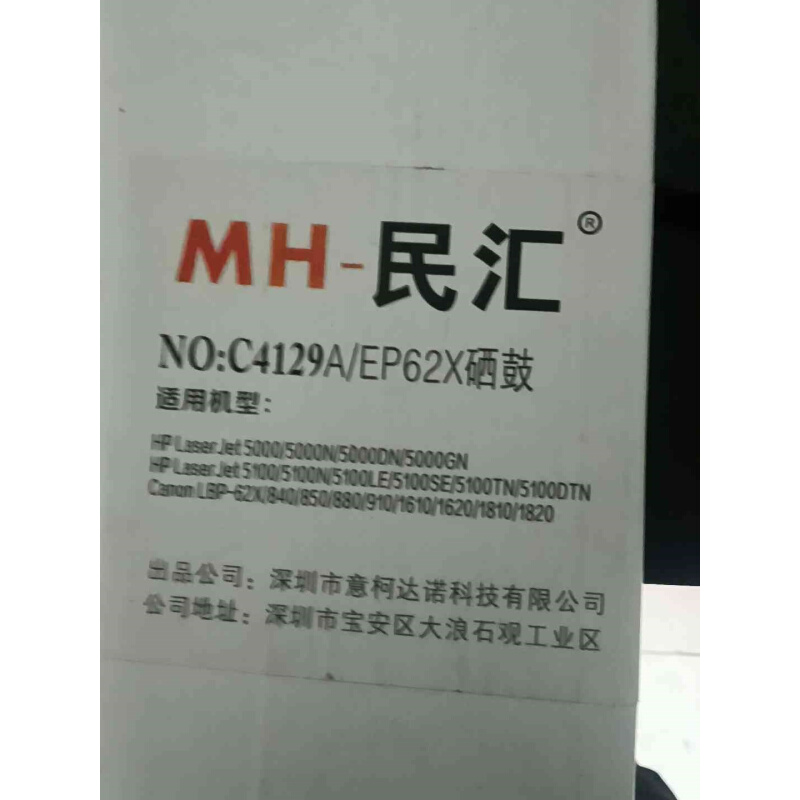 MH-民汇®
NO:C4129A/EP62X硒鼓
适用机型：
HP LaserJet 5000/5000N/5000DN/5000GN
HP LaserJet 5100/5100N/5100LE/5100SE/5100TN/5100DTN
Canon LBP-62X/840/850/880/910/1610/1620/1810/1820
出品公司：深圳市意柯达诺科技有限公司
公司地址：深圳市宝安区大浪石观工业区